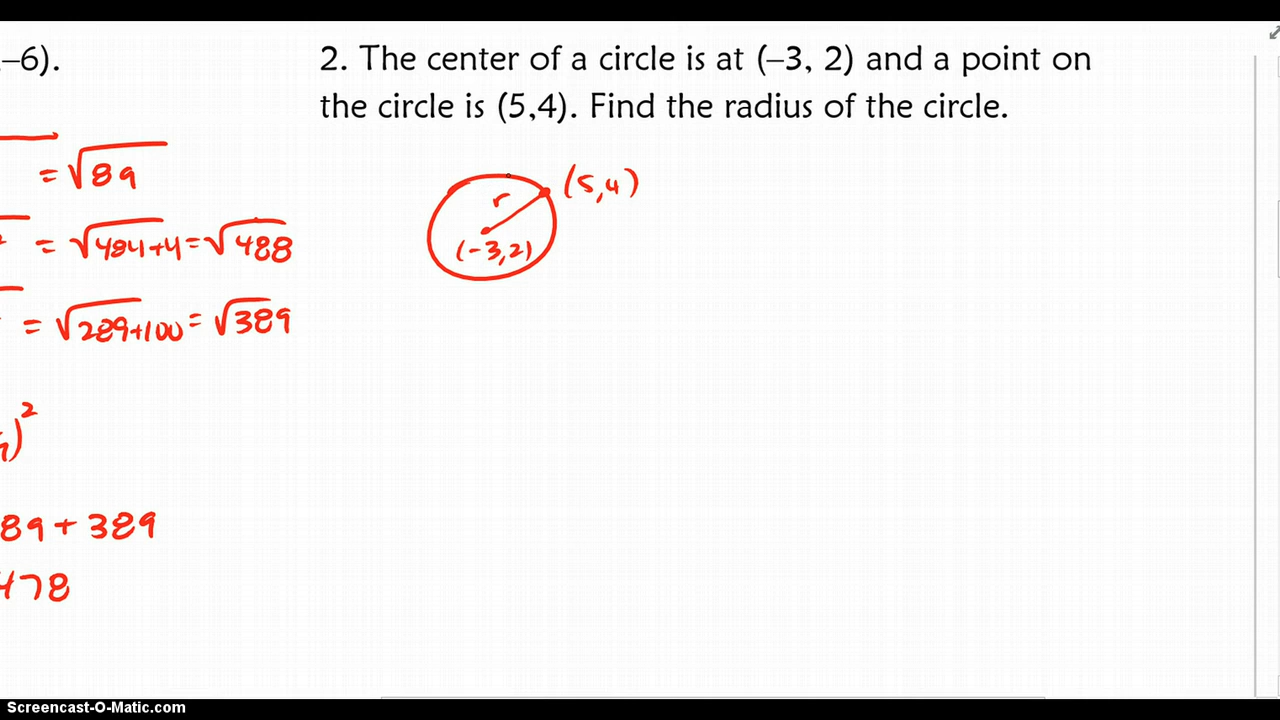 –6).
2. The center of a circle is at (–3, 2) and a point on
the circle is (5,4). Find the radius of the circle.
= √89
= √484+4 = √488
= √289+100 = √389
)²
89 + 389
478
r
(5,4)
(-3,2)
Screencast-O-Matic.com